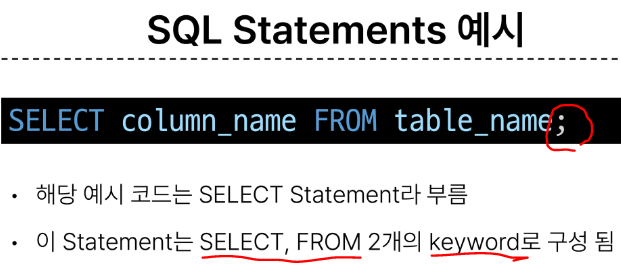 SQL Statements 예시
SELECT column_name FROM table_name;
• 해당 예시 코드는 SELECT Statement라 부름
• 이 Statement는 SELECT, FROM 2개의 keyword로 구성 됨